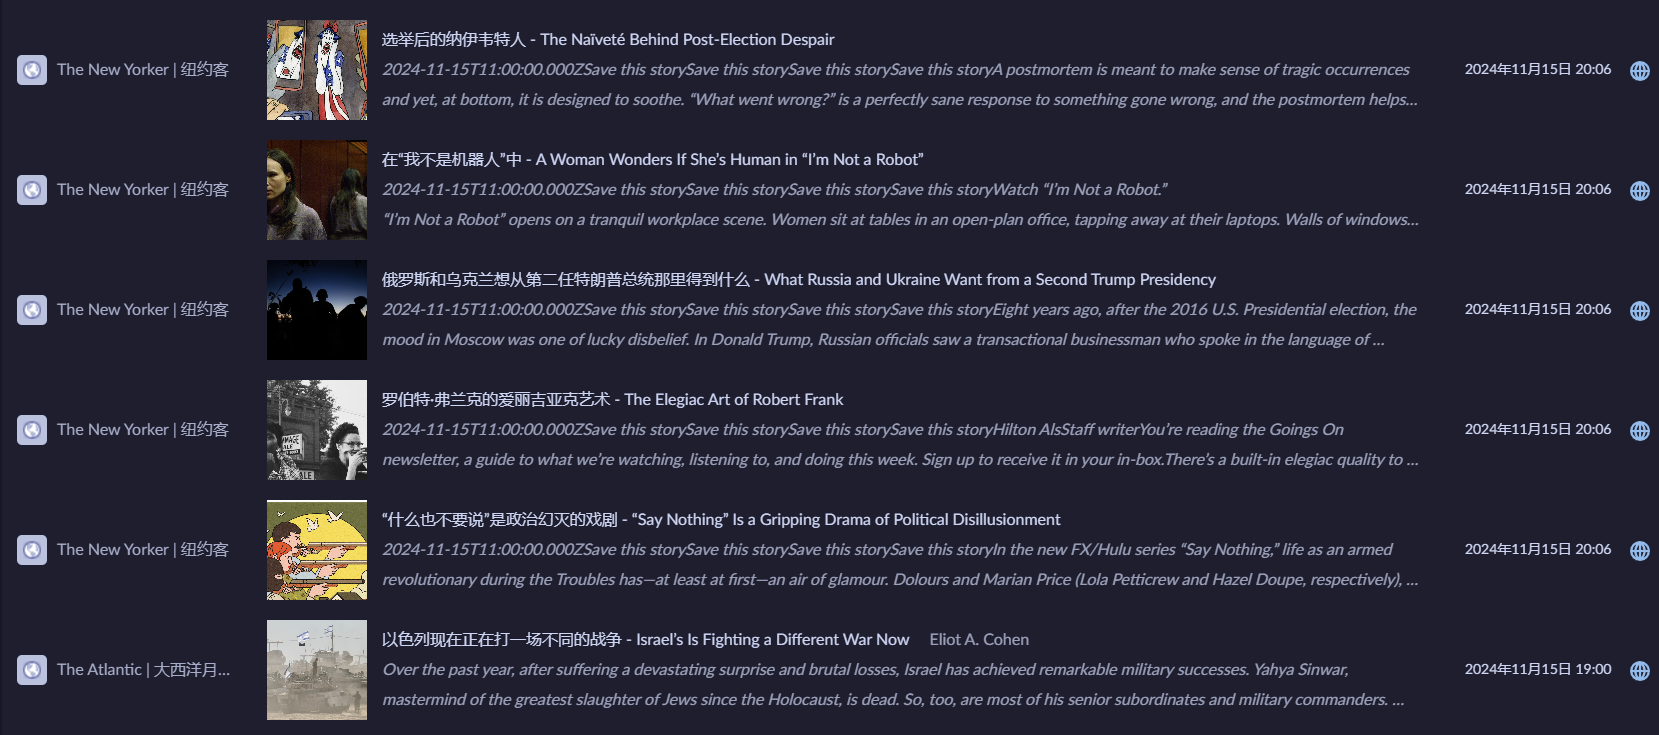 The New Yorker | 纽约客
选举后的纳伊韦特人 - The Naïveté Behind Post-Election Despair
2024-11-15T11:00:00.000ZSave this storySave this storySave this storySave this storyA postmortem is meant to make sense of tragic occurrences
and yet, at bottom, it is designed to soothe. “What went wrong?” is a perfectly sane response to something gone wrong, and the postmortem helps...
2024年11月15日 20:06
The New Yorker | 纽约客
在“我不是机器人”中 - A Woman Wonders If She’s Human in “I’m Not a Robot”
2024-11-15T11:00:00.000ZSave this storySave this storySave this storySave this storyWatch “I’m Not a Robot.”
“I’m Not a Robot” opens on a tranquil workplace scene. Women sit at tables in an open-plan office, tapping away at their laptops. Walls of windows...
2024年11月15日 20:06
The New Yorker | 纽约客
俄罗斯和乌克兰想从第二任特朗普总统那里得到什么 - What Russia and Ukraine Want from a Second Trump Presidency
2024-11-15T11:00:00.000ZSave this storySave this storySave this storySave this storyEight years ago, after the 2016 U.S. Presidential election, the
mood in Moscow was one of lucky disbelief. In Donald Trump, Russian officials saw a transactional businessman who spoke in the language of ...
2024年11月15日 20:06
The New Yorker | 纽约客
罗伯特·弗兰克的爱丽吉亚克艺术 - The Elegiac Art of Robert Frank
2024-11-15T11:00:00.000ZSave this storySave this storySave this storySave this storyHilton AlsStaff writerYou’re reading the Goings On
newsletter, a guide to what we’re watching, listening to, and doing this week. Sign up to receive it in your in-box.There’s a built-in elegiac quality to ...
2024年11月15日 20:06
The New Yorker | 纽约客
“什么也不要说”是政治幻灭的戏剧 - “Say Nothing” Is a Gripping Drama of Political Disillusionment
2024-11-15T11:00:00.000ZSave this storySave this storySave this storySave this storyIn the new FX/Hulu series “Say Nothing,” life as an armed
revolutionary during the Troubles has—at least at first—an air of glamour. Dolours and Marian Price (Lola Petticrew and Hazel Doupe, respectively), ...
2024年11月15日 20:06
The Atlantic | 大西洋月...
以色列现在正在打一场不同的战争 - Israel’s Is Fighting a Different War Now Eliot A. Cohen
Over the past year, after suffering a devastating surprise and brutal losses, Israel has achieved remarkable military successes. Yahya Sinwar,
mastermind of the greatest slaughter of Jews since the Holocaust, is dead. So, too, are most of his senior subordinates and military commanders. ...
2024年11月15日 19:00